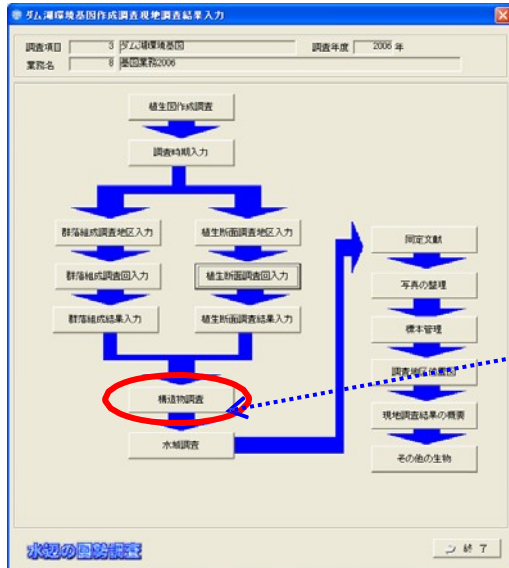 ダム湖環境基図作成調査現地調査結果入力
調査項目 3 ダム湖環境基図 調査年度 2006 年
業務名 8 基図業務2006
植生図作成調査
調査時期入力
群落組成調査地区入力 植生断面調査地区入力
群落組成調査回入力 植生断面調査回入力
群落組成結果入力 植生断面調査結果入力
構造物調査
水域調査
同定文献
写真の整理
標本管理
調査地区位置図
現地調査結果の概要
その他の生物
水辺の国勢調査
終 了